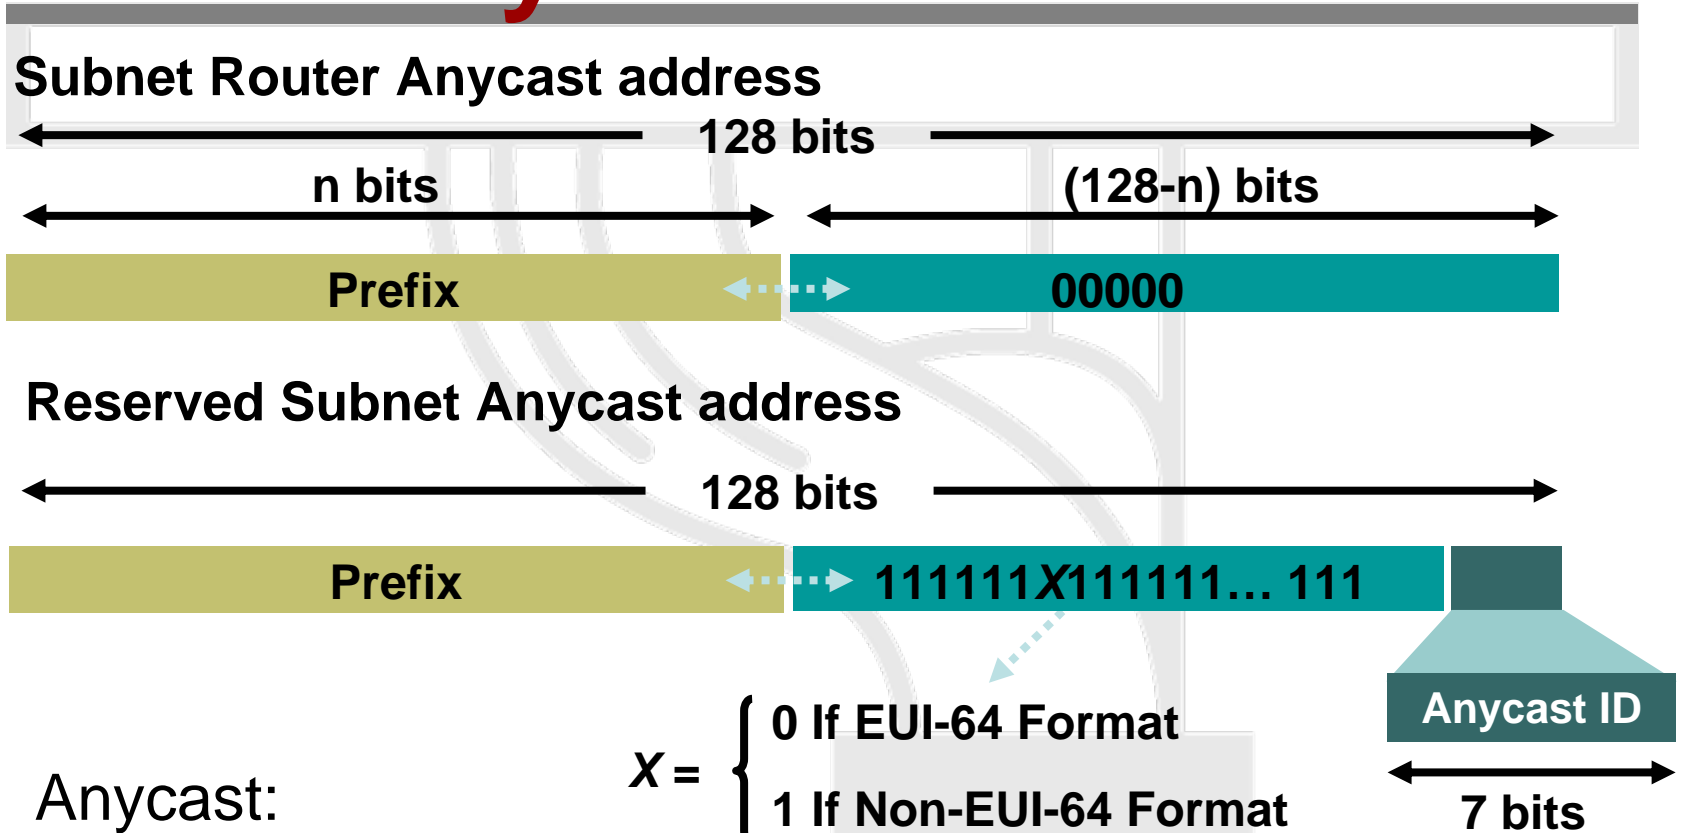 Subnet Router Anycast address
128 bits
n bits (128-n) bits
Prefix 00000
Reserved Subnet Anycast address
128 bits
Prefix 111111X111111... 111
Anycast ID
7 bits
X = 0 If EUI-64 Format
1 If Non-EUI-64 Format
Anycast: